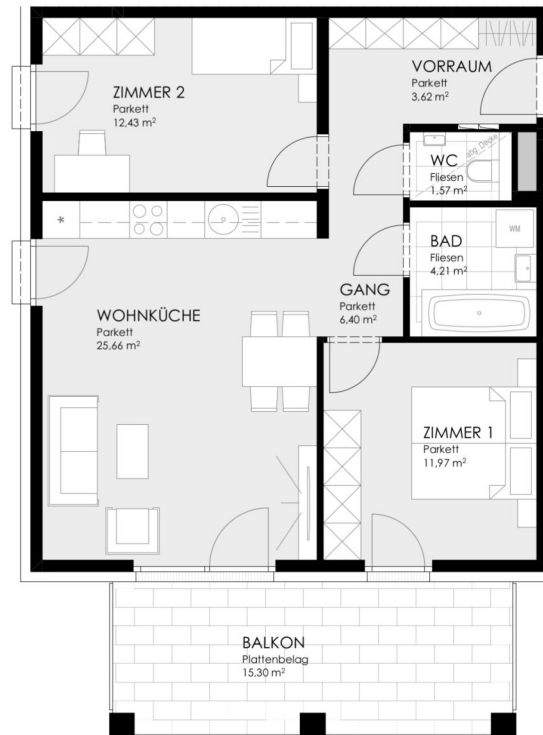 ZIMMER 2
Parkett
12,43 m²
VORRAUM
Parkett
3,62 m²
abg. Decke
WC
Fliesen
1,57 m²
BAD
Fliesen
4,21 m²
WM
GANG
Parkett
6,40 m²
*
WOHNKÜCHE
Parkett
25,66 m²
ZIMMER 1
Parkett
11,97 m²
BALKON
Plattenbelag
15,30 m²